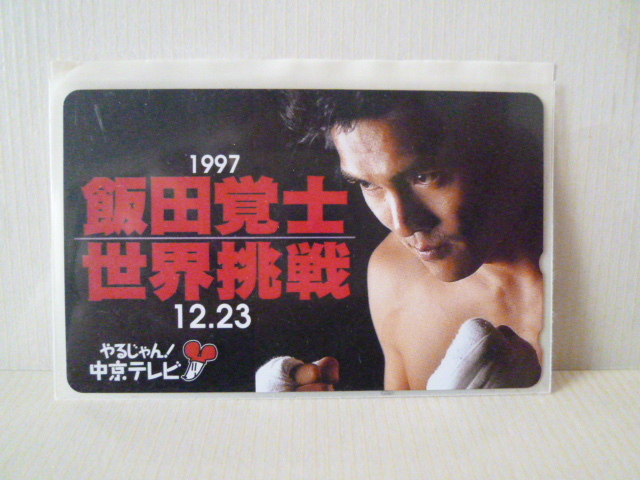 1997
飯田覚士
世界挑戦
12.23
やるじゃん!
中京テレビ